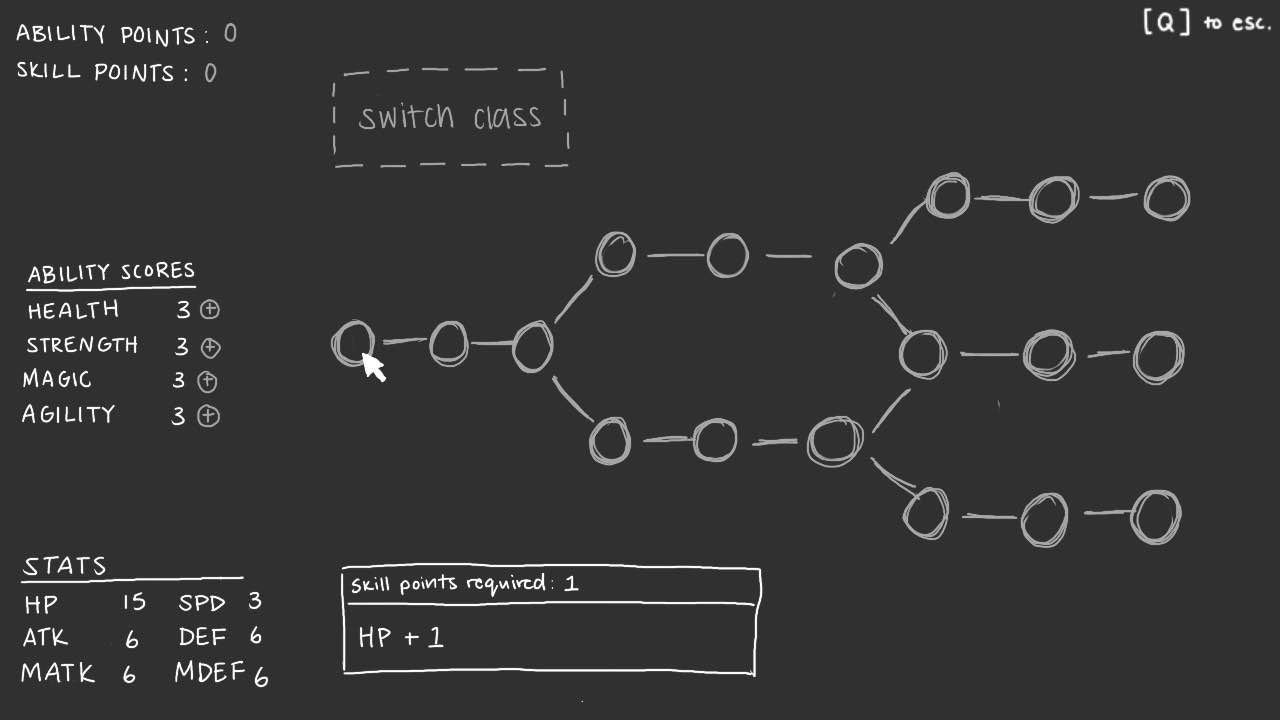 ABILITY POINTS: 0
SKILL POINTS: 0
[Q] to esc.
switch class
ABILITY SCORES
HEALTH 3 +
STRENGTH 3 +
MAGIC 3 +
AGILITY 3 +
STATS
HP 15 SPD 3
ATK 6 DEF 6
MATK 6 MDEF 6
skill points required: 1
HP + 1